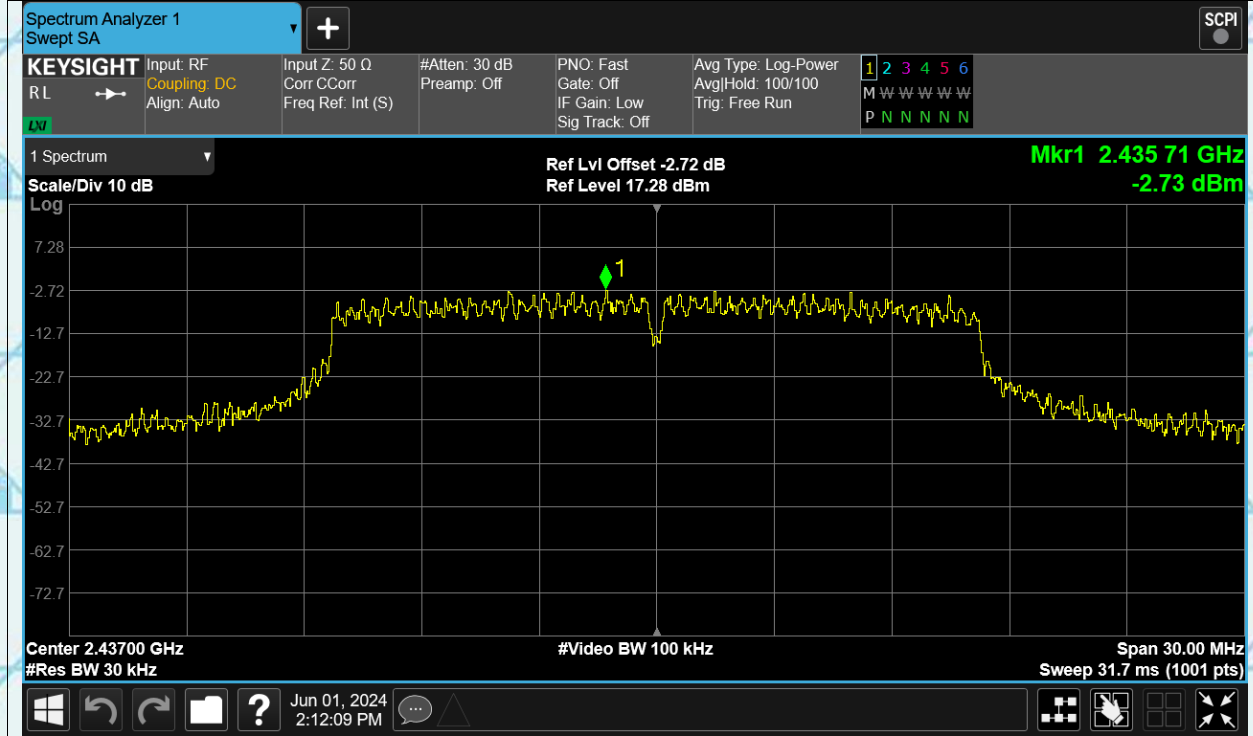 Spectrum Analyzer 1
Swept SA
SCPI
KEYSIGHT
R L
LXI
Input: RF
Coupling: DC
Align: Auto
Input Z: 50 Ω
Corr CCorr
Freq Ref: Int (S)
#Atten: 30 dB
Preamp: Off
PNO: Fast
Gate: Off
IF Gain: Low
Sig Track: Off
Avg Type: Log-Power
Avg|Hold: 100/100
Trig: Free Run
1 2 3 4 5 6
M W W W W W W
P N N N N N
1 Spectrum
Ref Lvl Offset -2.72 dB
Mkr1 2.435 71 GHz
Scale/Div 10 dB
Ref Level 17.28 dBm
-2.73 dBm
Log
7.28
1
-2.72
-12.7
-22.7
-32.7
-42.7
-52.7
-62.7
-72.7
Center 2.43700 GHz
#Video BW 100 kHz
Span 30.00 MHz
#Res BW 30 kHz
Sweep 31.7 ms (1001 pts)
?
Jun 01, 2024
2:12:09 PM